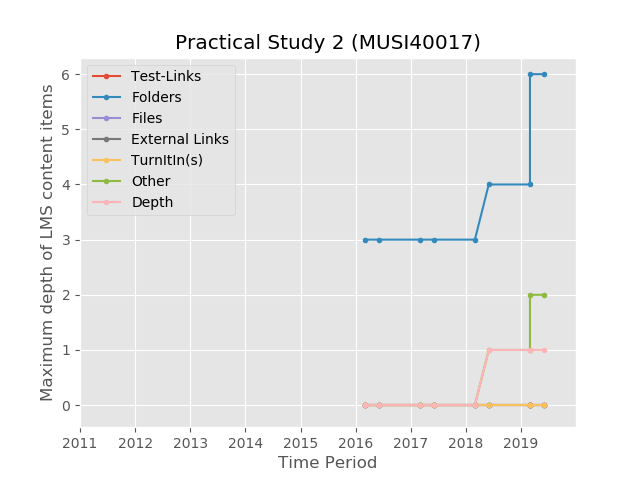 Practical Study 2 (MUSI40017)
Test-Links
Folders
Files
External Links
TurnItIn(s)
Other
Depth
Maximum depth of LMS content items
6
5
4
3
2
1
0
2011 2012 2013 2014 2015 2016 2017 2018 2019
Time Period